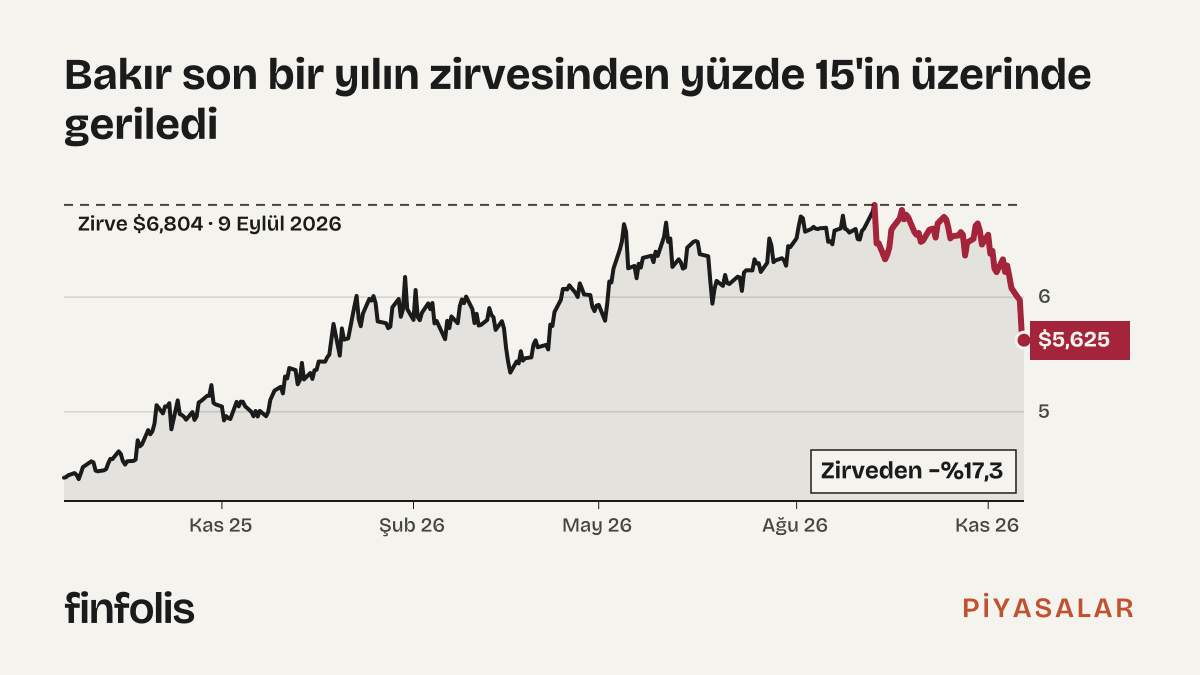 Bakır son bir yılın zirvesinden yüzde 15'in üzerinde
geriledi
Zirve $6,804 · 9 Eylül 2026
6
$5,625
5
Zirveden −%17,3
Kas 25
Şub 26
May 26
Ağu 26
Kas 26
finfolis
PİYASALAR